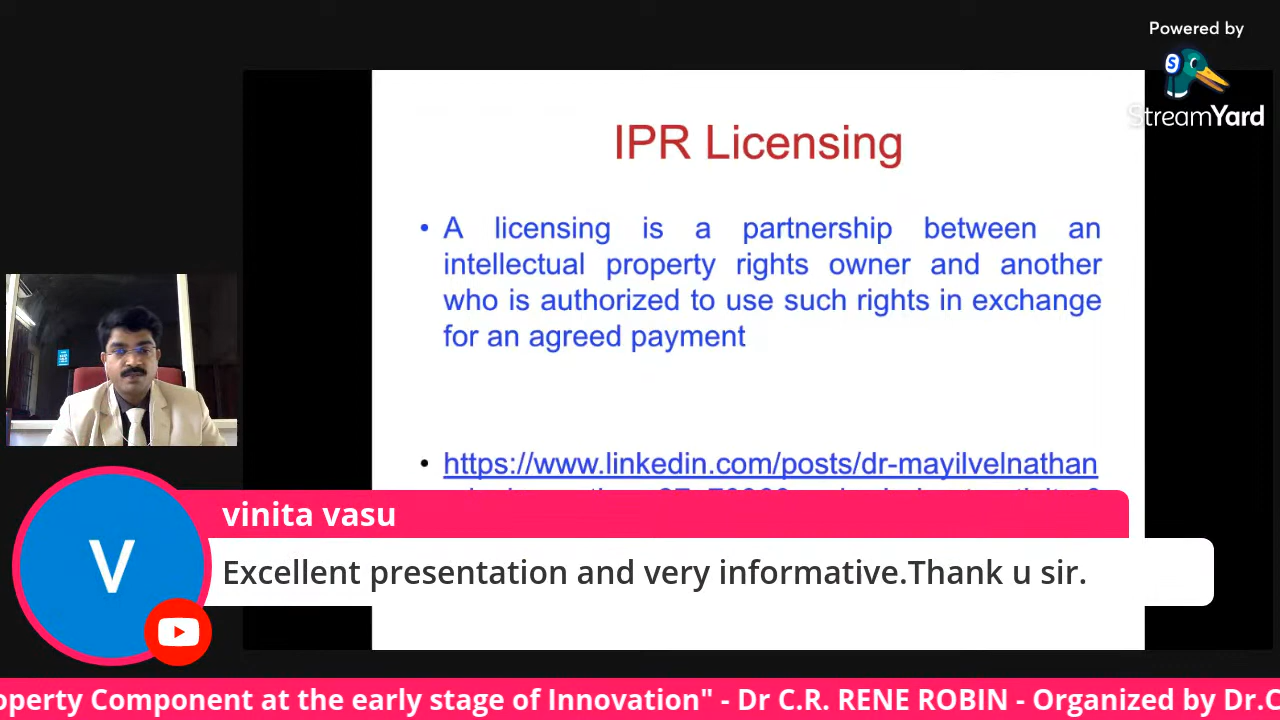 Powered by
S
StreamYard
IPR Licensing
• A licensing is a partnership between an
intellectual property rights owner and another
who is authorized to use such rights in exchange
for an agreed payment
• https://www.linkedin.com/posts/dr-mayilvelnathan
vinita vasu
V
Excellent presentation and very informative.Thank u sir.
operty Component at the early stage of Innovation" - Dr C.R. RENE ROBIN - Organized by Dr.C